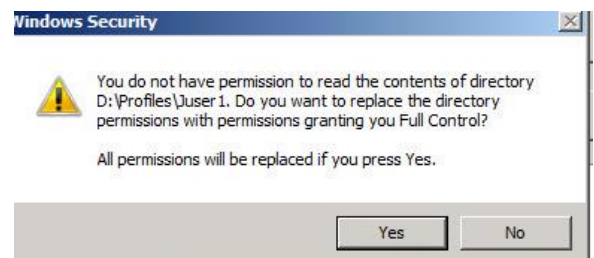 Windows Security
You do not have permission to read the contents of directory
D:\Profiles\Juser1. Do you want to replace the directory
permissions with permissions granting you Full Control?
All permissions will be replaced if you press Yes.
Yes
No